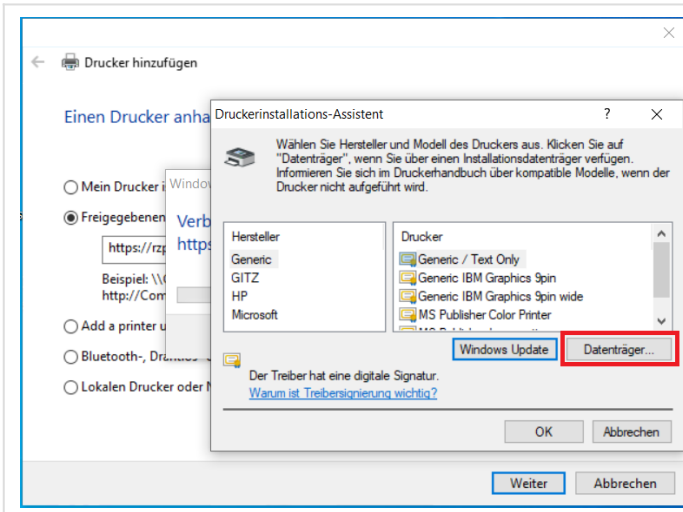 Drucker hinzufügen
Einen Drucker anha
Druckerinstallations-Assistent
Wählen Sie Hersteller und Modell des Druckers aus. Klicken Sie auf
"Datenträger", wenn Sie über einen Installationsdatenträger verfügen.
Informieren Sie sich im Druckerhandbuch über kompatible Modelle, wenn der
Drucker nicht aufgeführt wird.
Mein Drucker i
Window
Freigegebenen
Verb
https://rzp
https
Beispiel: \\C
http://Com
Add a printer u
Bluetooth-,
Lokalen Drucker oder N
Hersteller
Generic
GITZ
HP
Microsoft
Drucker
Generic / Text Only
Generic IBM Graphics 9pin
Generic IBM Graphics 9pin wide
MS Publisher Color Printer
Windows Update
Datenträger...
Der Treiber hat eine digitale Signatur.
Warum ist Treibersignierung wichtig?
OK
Abbrechen
Weiter
Abbrechen